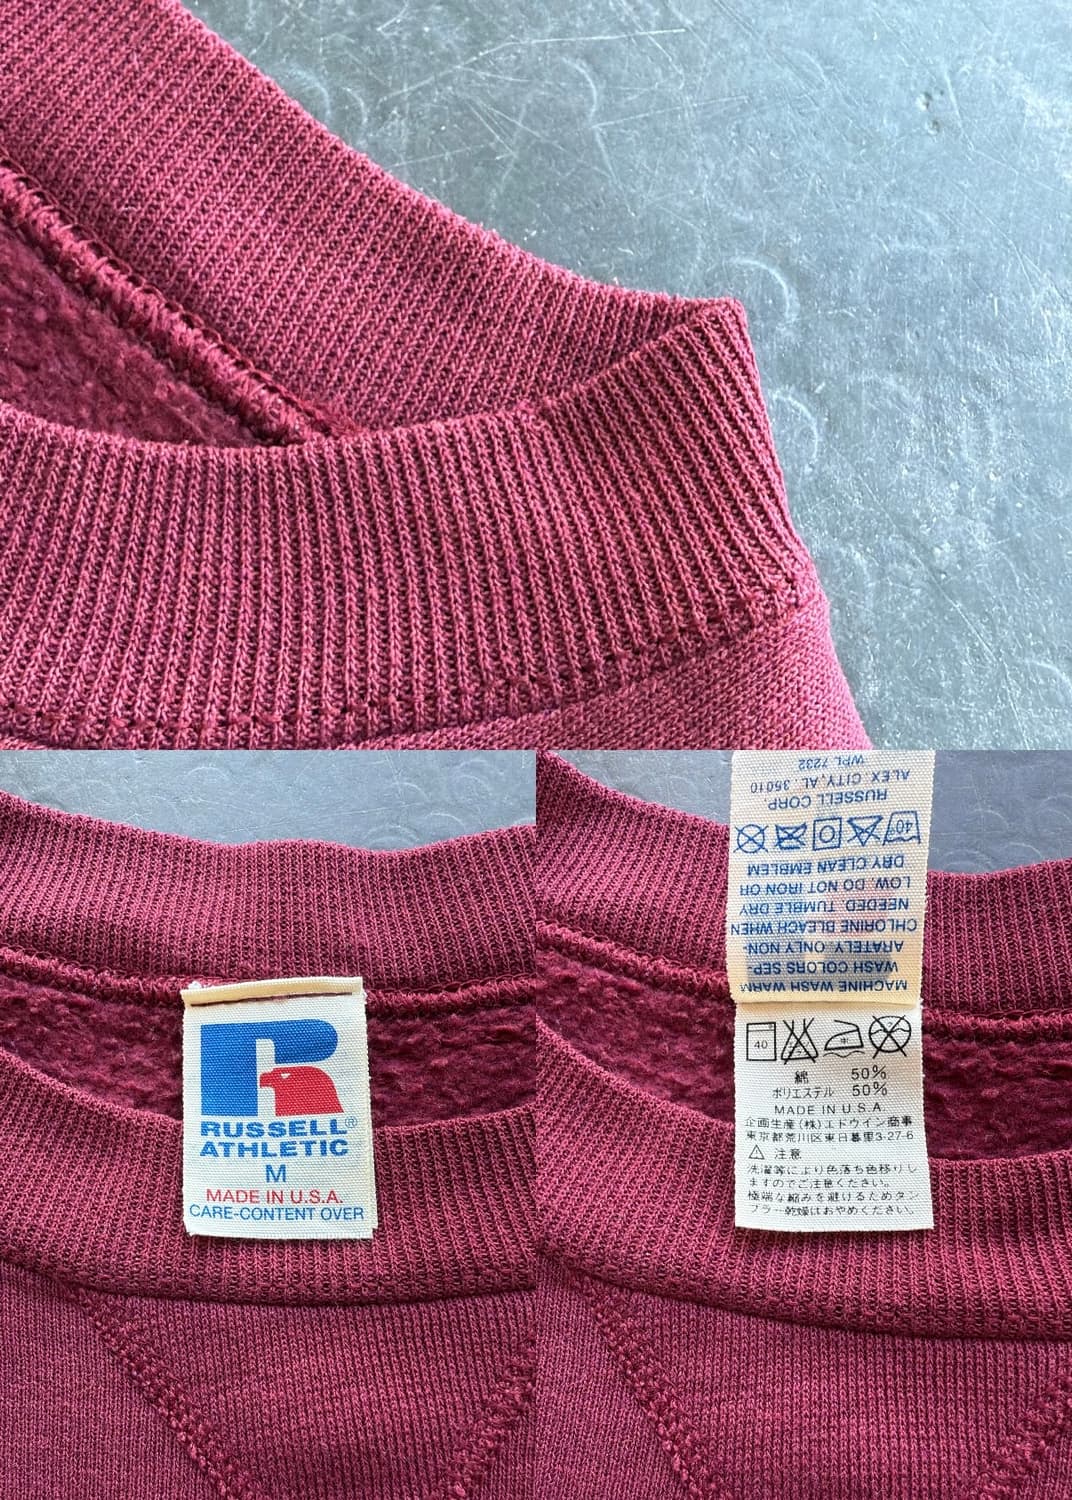 RUSSELL®
ATHLETIC
M
MADE IN U.S.A.
CARE-CONTENT OVER
MACHINE WASH WARM
WASH COLORS SEP-
ARATELY. ONLY NON-
CHLORINE BLEACH WHEN
NEEDED. TUMBLE DRY
LOW. DO NOT IRON OR
DRY CLEAN EMBLEM
40°
RUSSELL CORP.
ALEX CITY, AL. 35010
WPL 7232
40
中
綿 50%
ポリエステル 50%
MADE IN U.S.A.
企画生産(株)エドウイン商事
東京都荒川区東日暮里3-27-6
注意
洗濯等により色落ち色移りし
ますのでご注意ください。
極端な縮みを避けるためタン
ブラー乾燥はおやめください。